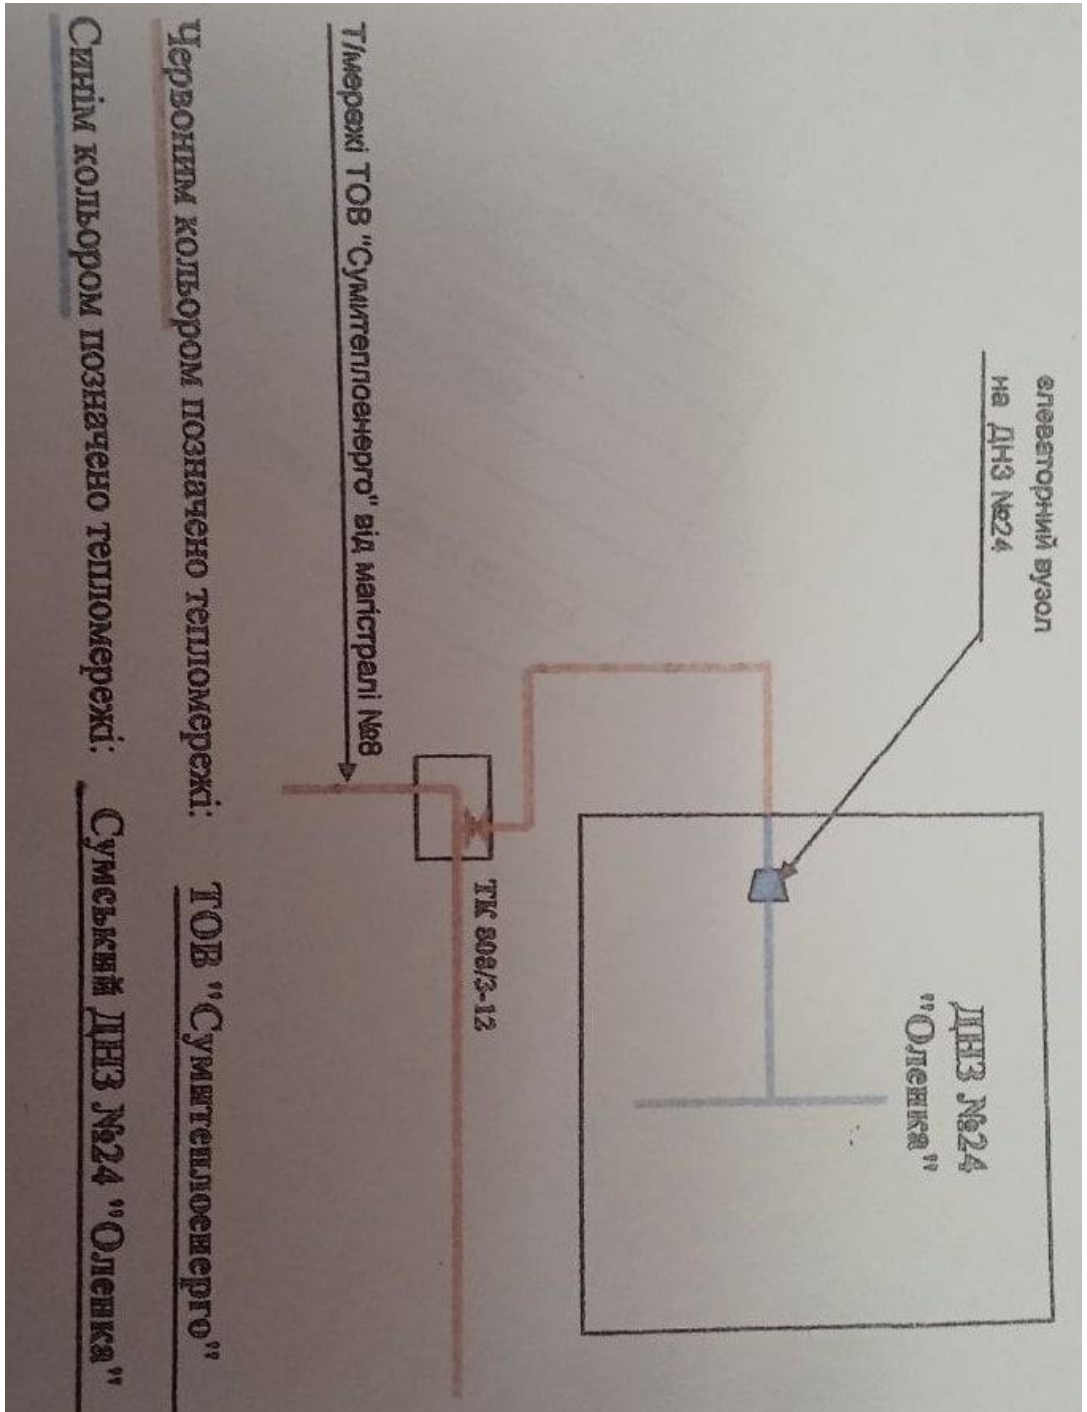 елеваторний вузол
на ДНЗ №24
ДНЗ №24
"Оленка"
ТК 808/3-12
Т/мережі ТОВ "Сумитеплоенерго" від магістралі №8
Червоним кольором позначено тепломережі: ТОВ "Сумитеплоенерго"
Синім кольором позначено тепломережі: Сумський ДНЗ №24 "Оленка"